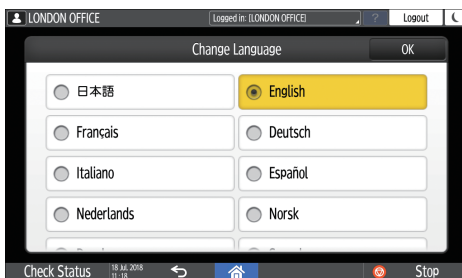 LONDON OFFICE
Logged in: [LONDON OFFICE]
?
Logout
Change Language
OK
日本語
English
Français
Deutsch
Italiano
Español
Nederlands
Norsk
Check Status
18 Jul, 2018
11:18
Stop